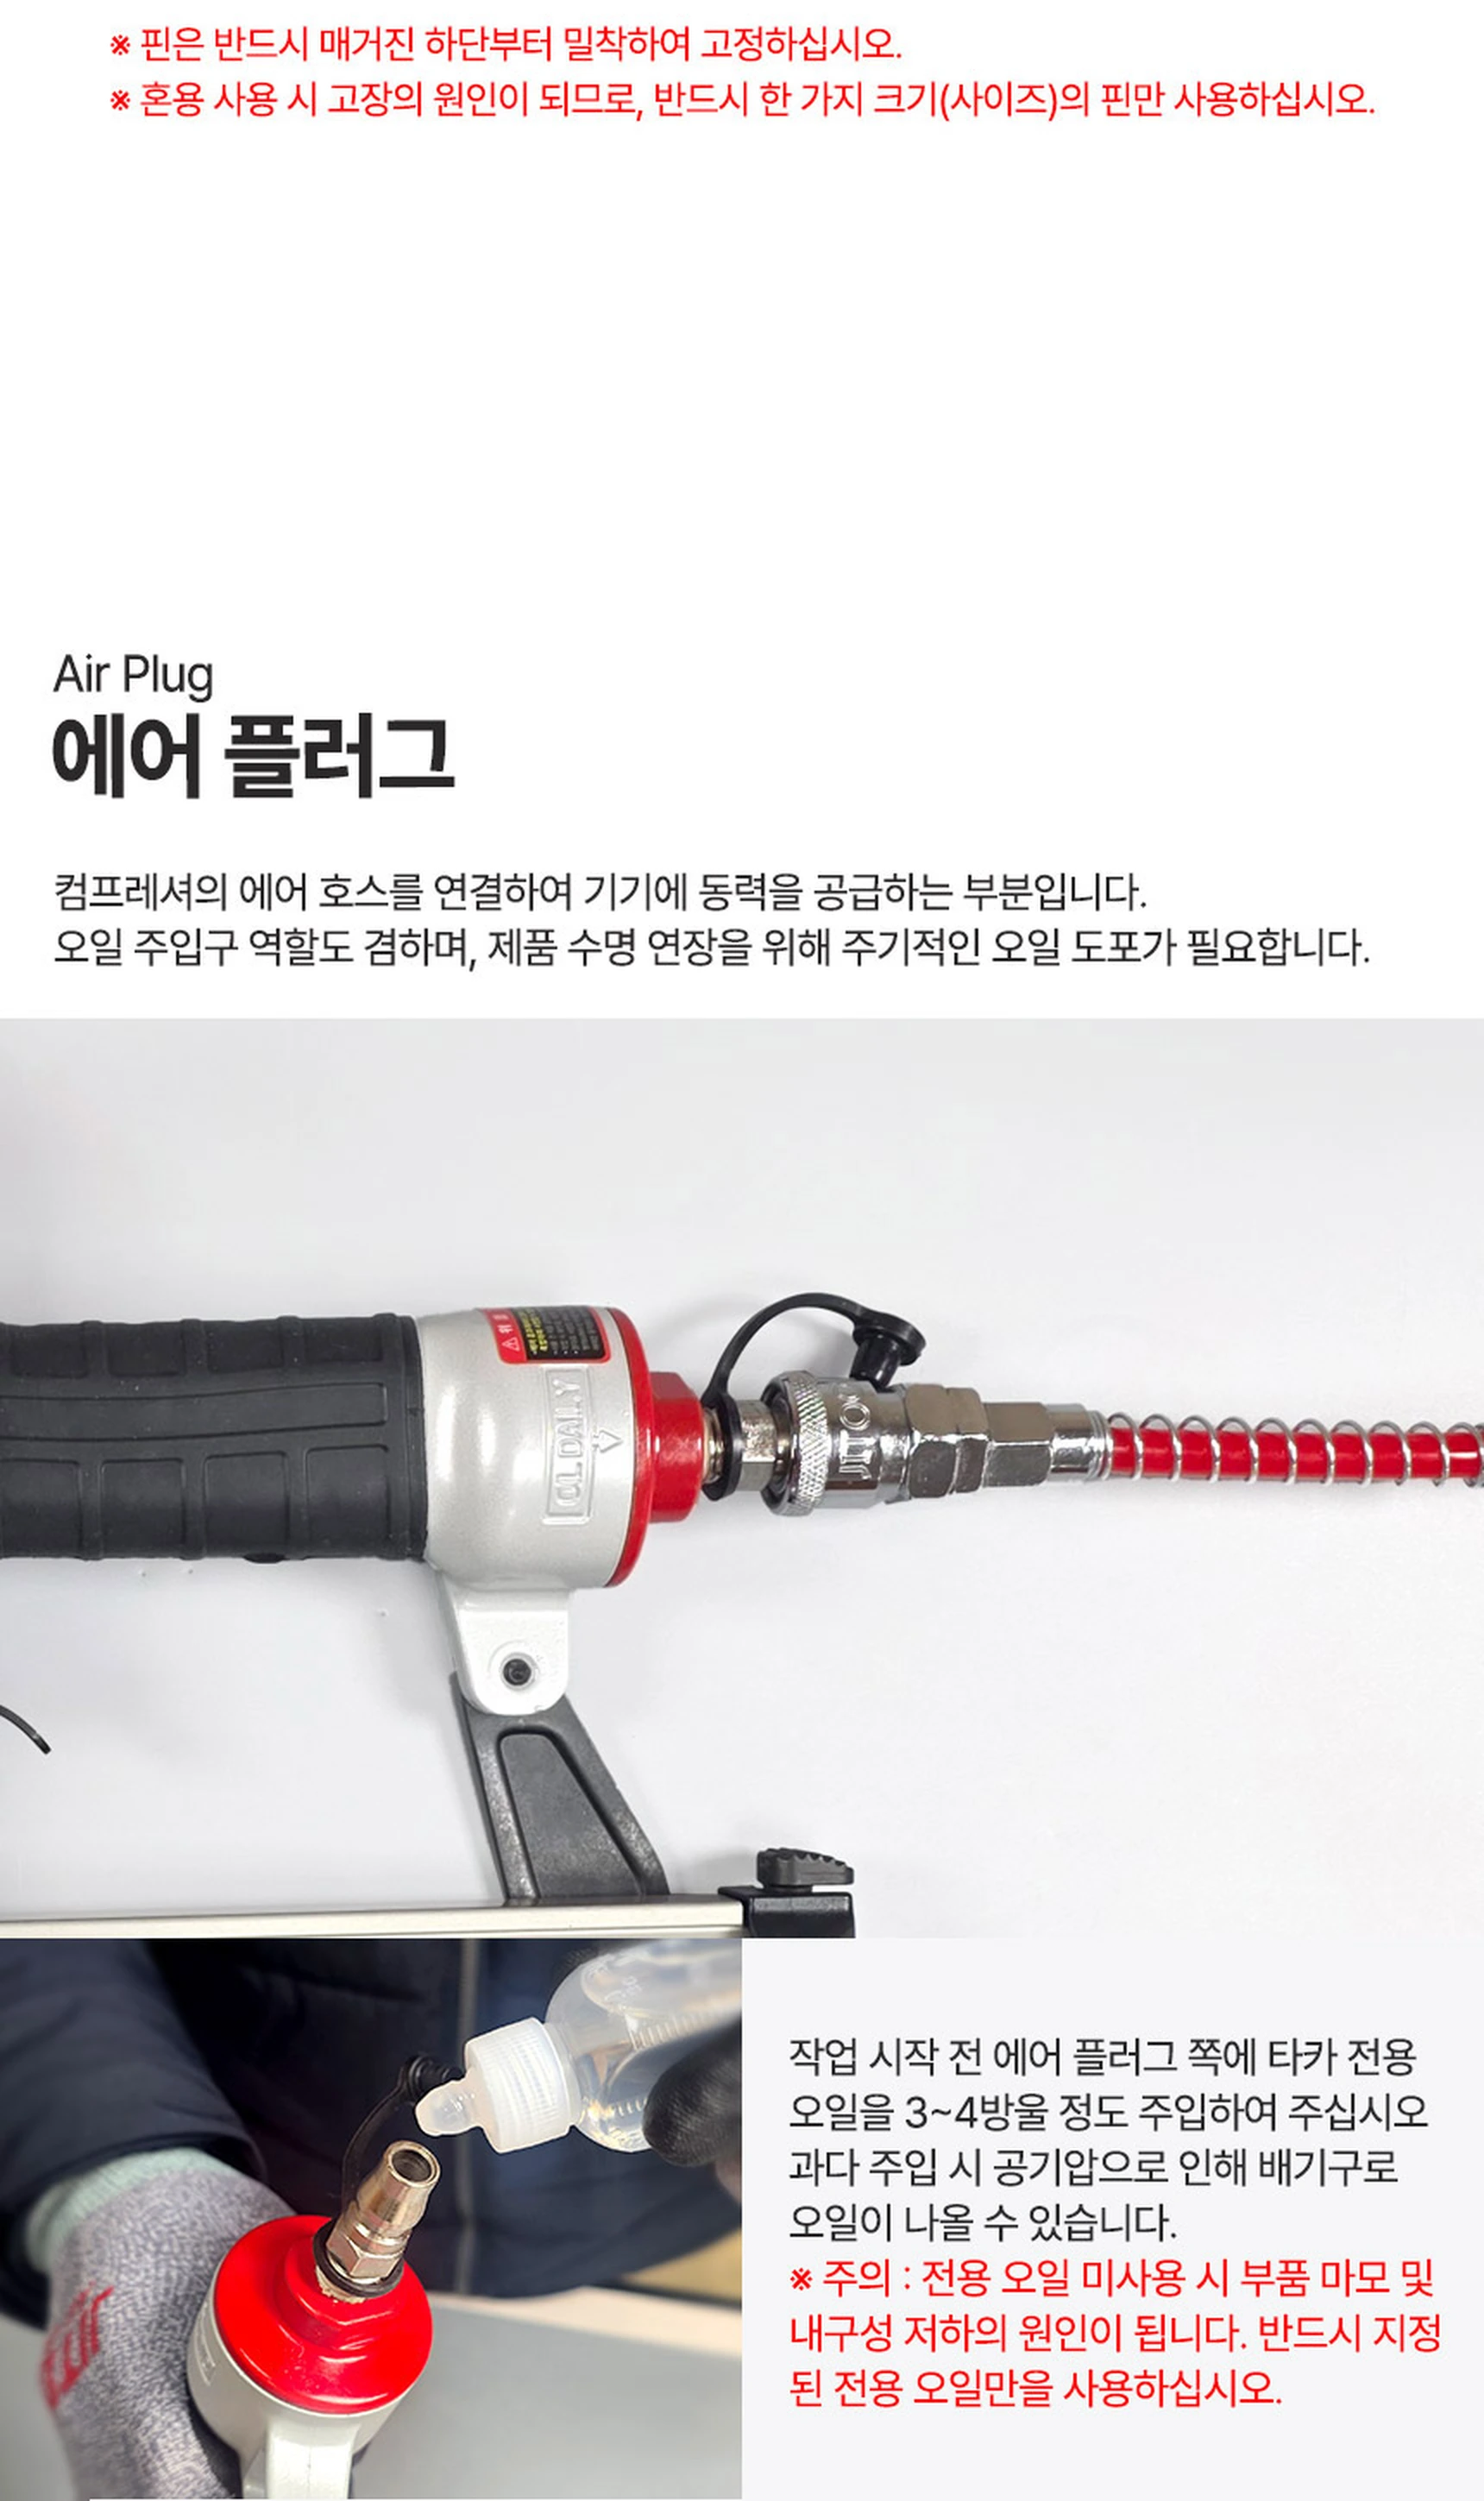 ※ 핀은 반드시 매거진 하단부터 밀착하여 고정하십시오.
※ 혼용 사용 시 고장의 원인이 되므로, 반드시 한 가지 크기(사이즈)의 핀만 사용하십시오.
Air Plug
에어 플러그
컴프레셔의 에어 호스를 연결하여 기기에 동력을 공급하는 부분입니다.
오일 주입구 역할도 겸하며, 제품 수명 연장을 위해 주기적인 오일 도포가 필요합니다.
OIL DAILY
작업 시작 전 에어 플러그 쪽에 타카 전용
오일을 3~4방울 정도 주입하여 주십시오
과다 주입 시 공기압으로 인해 배기구로
오일이 나올 수 있습니다.
※ 주의 : 전용 오일 미사용 시 부품 마모 및
내구성 저하의 원인이 됩니다. 반드시 지정
된 전용 오일만을 사용하십시오.